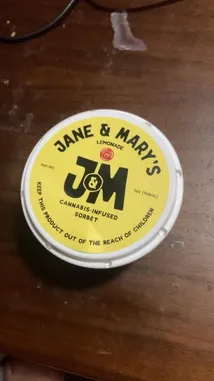 JANE & MARY'S
LEMONADE
J&M
CANNABIS-INFUSED
SORBET
KEEP THIS PRODUCT OUT OF THE REACH OF CHILDREN